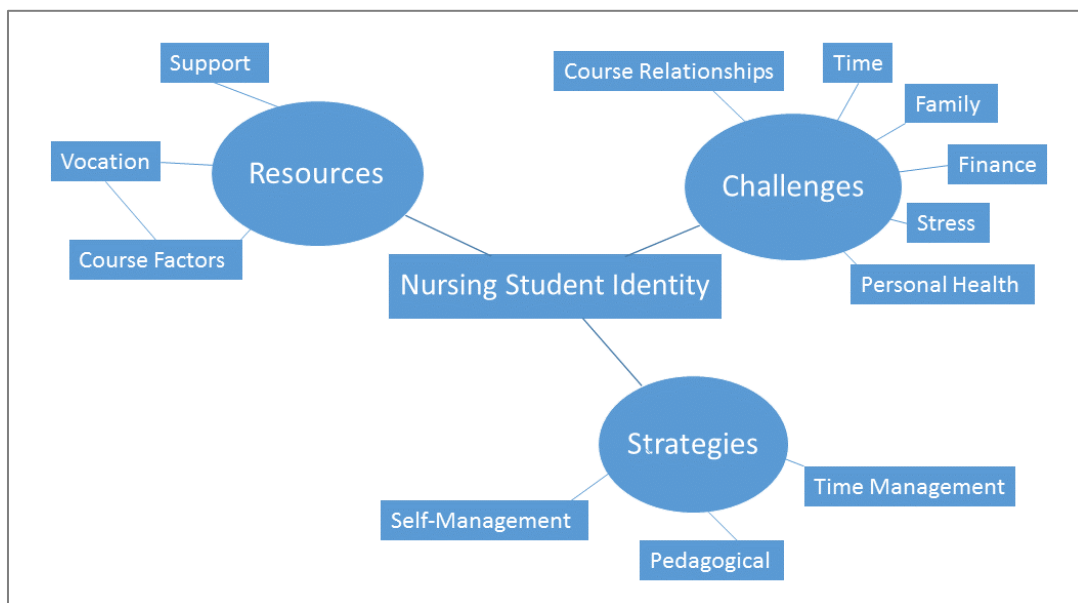 Support
Course Relationships
Time
Family
Vocation
Resources
Challenges
Finance
Stress
Course Factors
Nursing Student Identity
Personal Health
Strategies
Self-Management
Time Management
Pedagogical